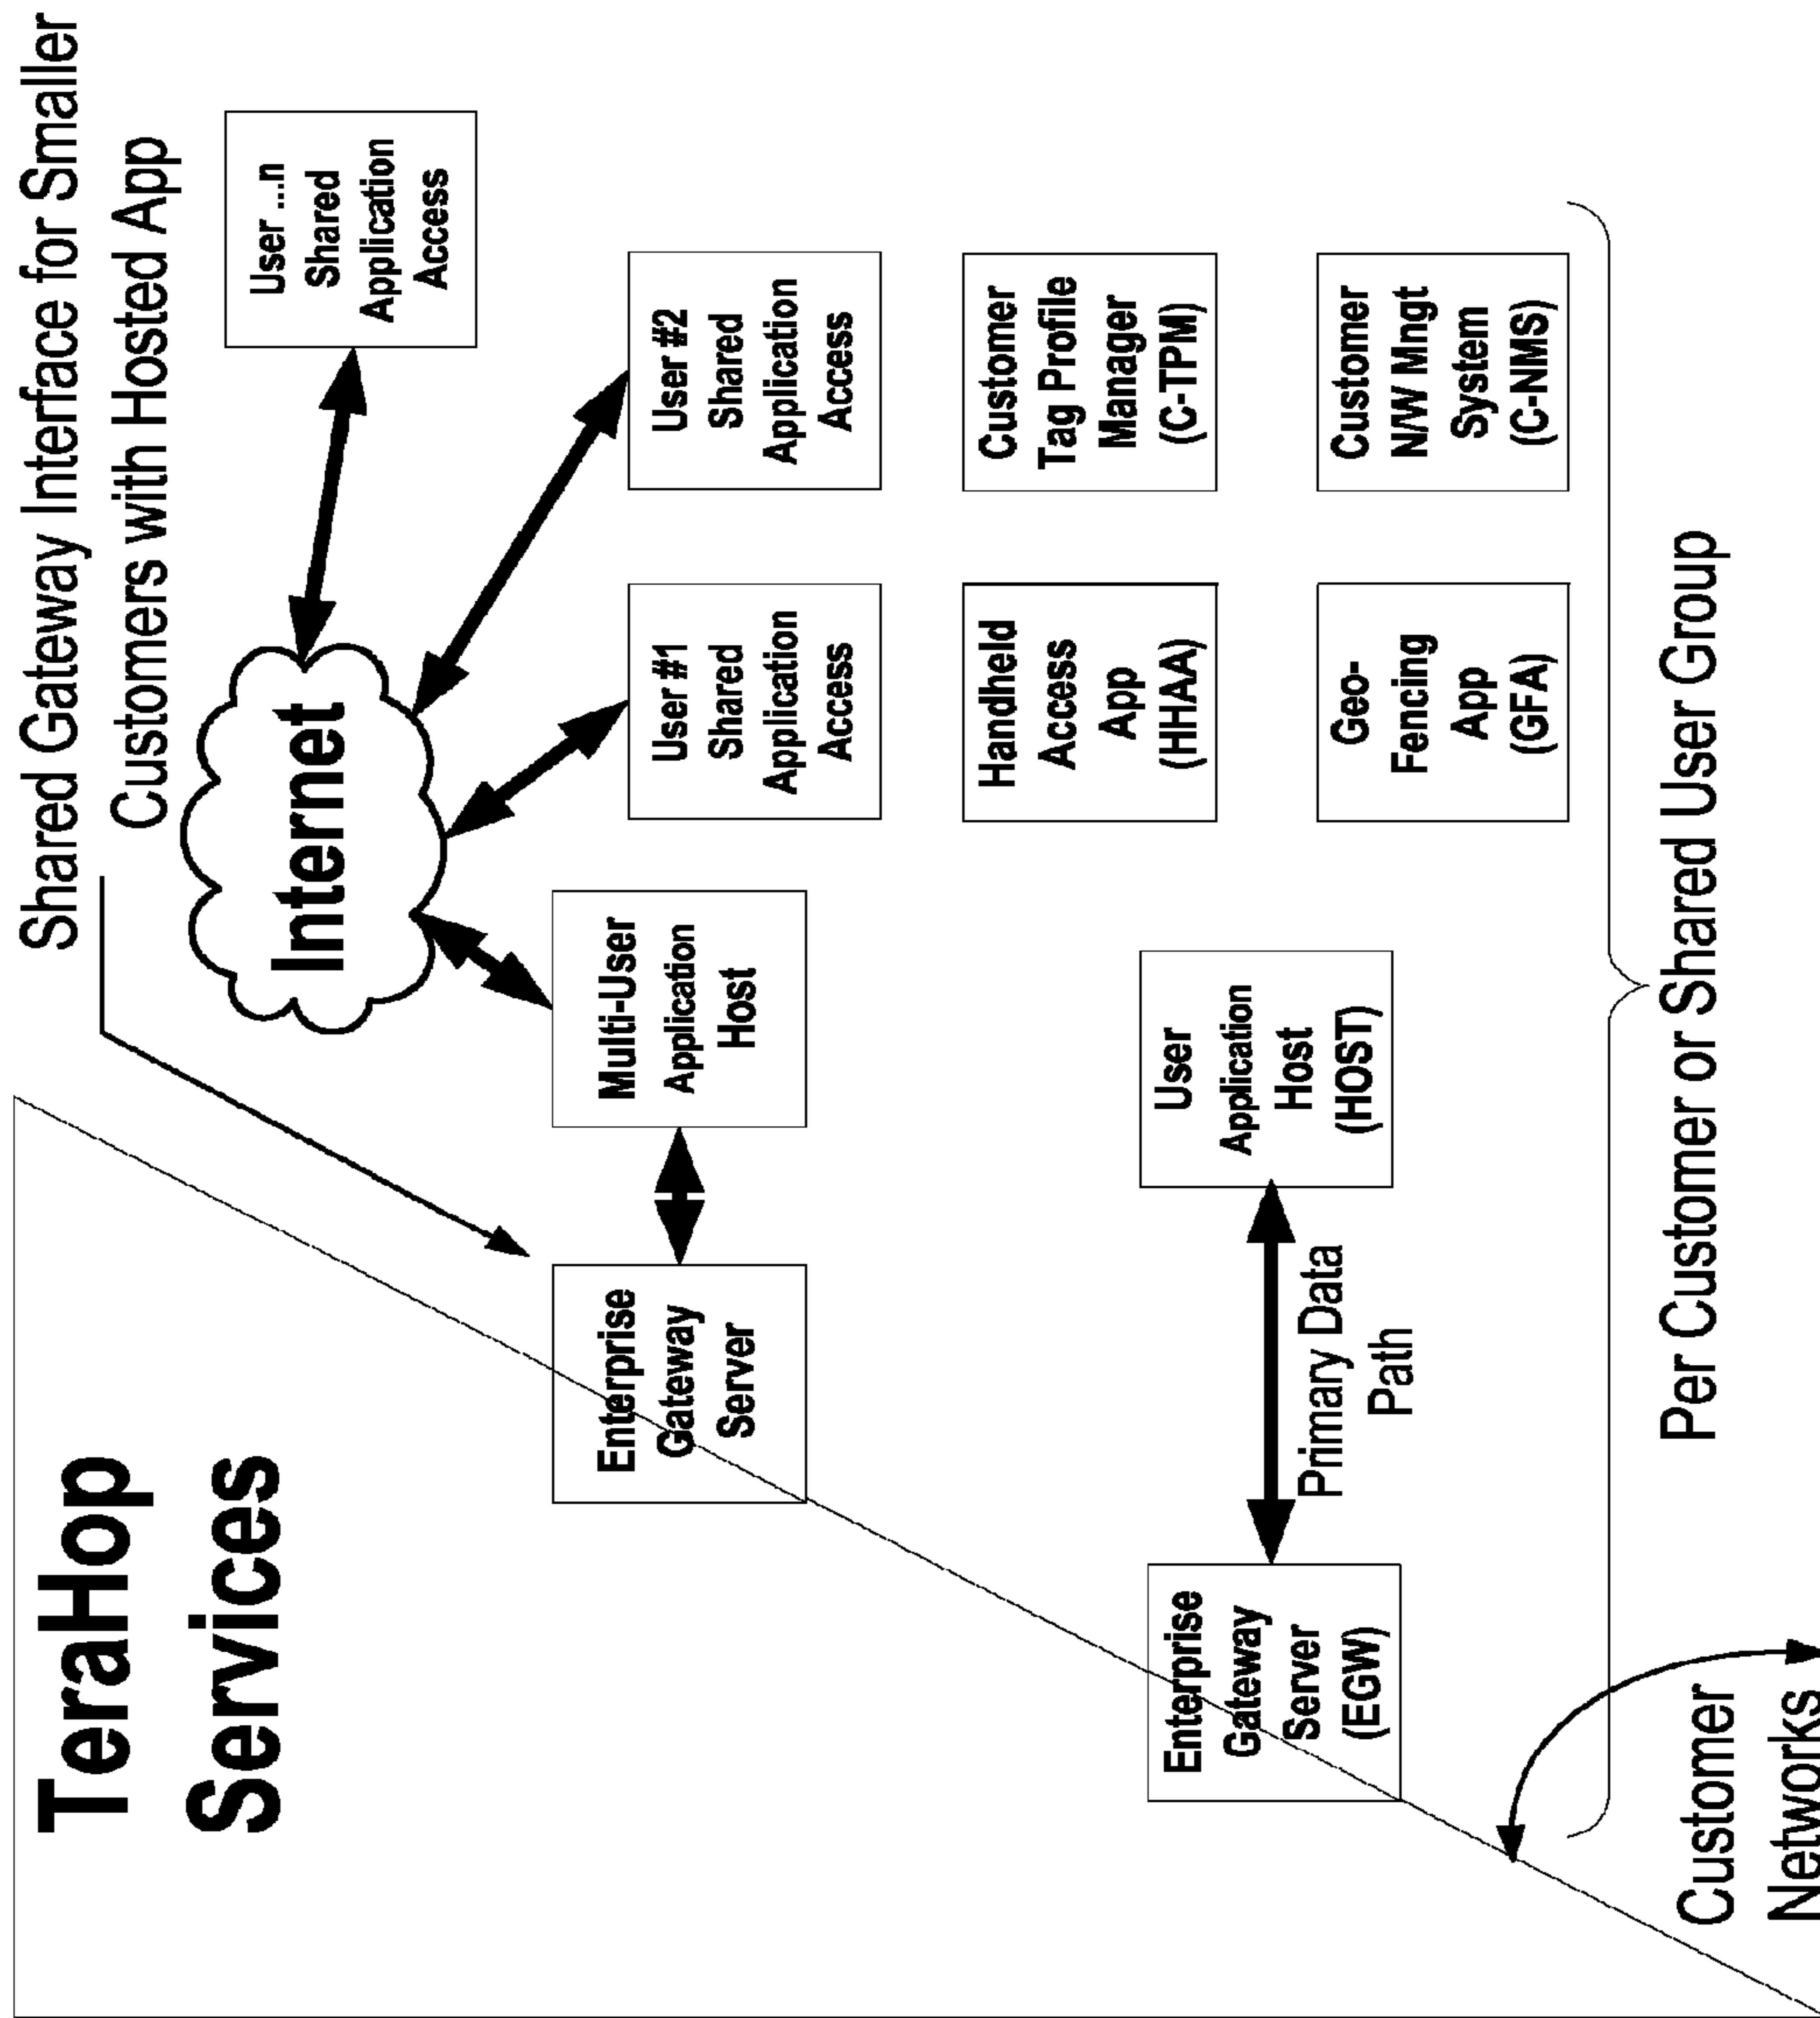 Shared Gateway Interface for Smaller
Customers with Hosted App
TeraHop
Services
Internet
User ...n
Shared
Application
Access
Enterprise
Gateway
Server
Multi-User
Application
Host
User #1
Shared
Application
Access
User #2
Shared
Application
Access
Handheld
Access
App
(HHAA)
Customer
Tag Profile
Manager
(C-TPM)
Enterprise
Gateway
Server
(EGW)
Primary Data
Path
User
Application
Host
(HOST)
Geo-
Fencing
App
(GFA)
Customer
N/W Mngt
System
(C-NMS)
Per Customer or Shared User Group
Customer
Networks